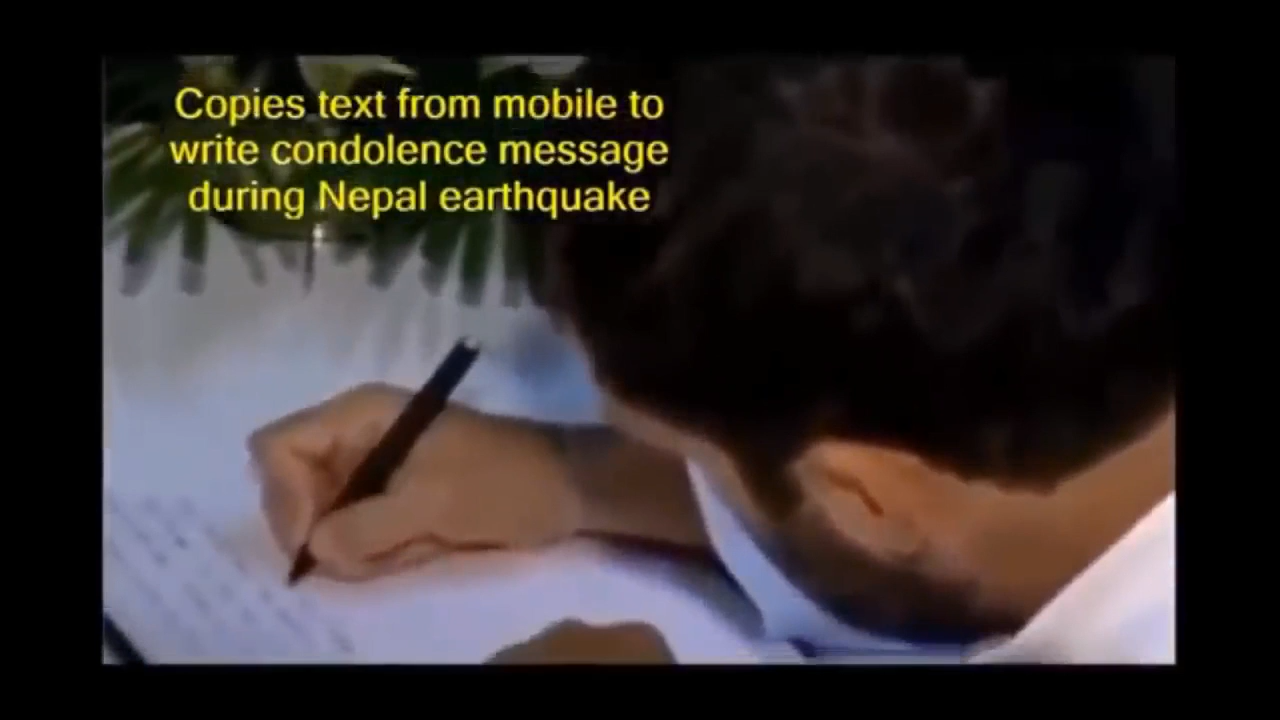 Copies text from mobile to
write condolence message
during Nepal earthquake